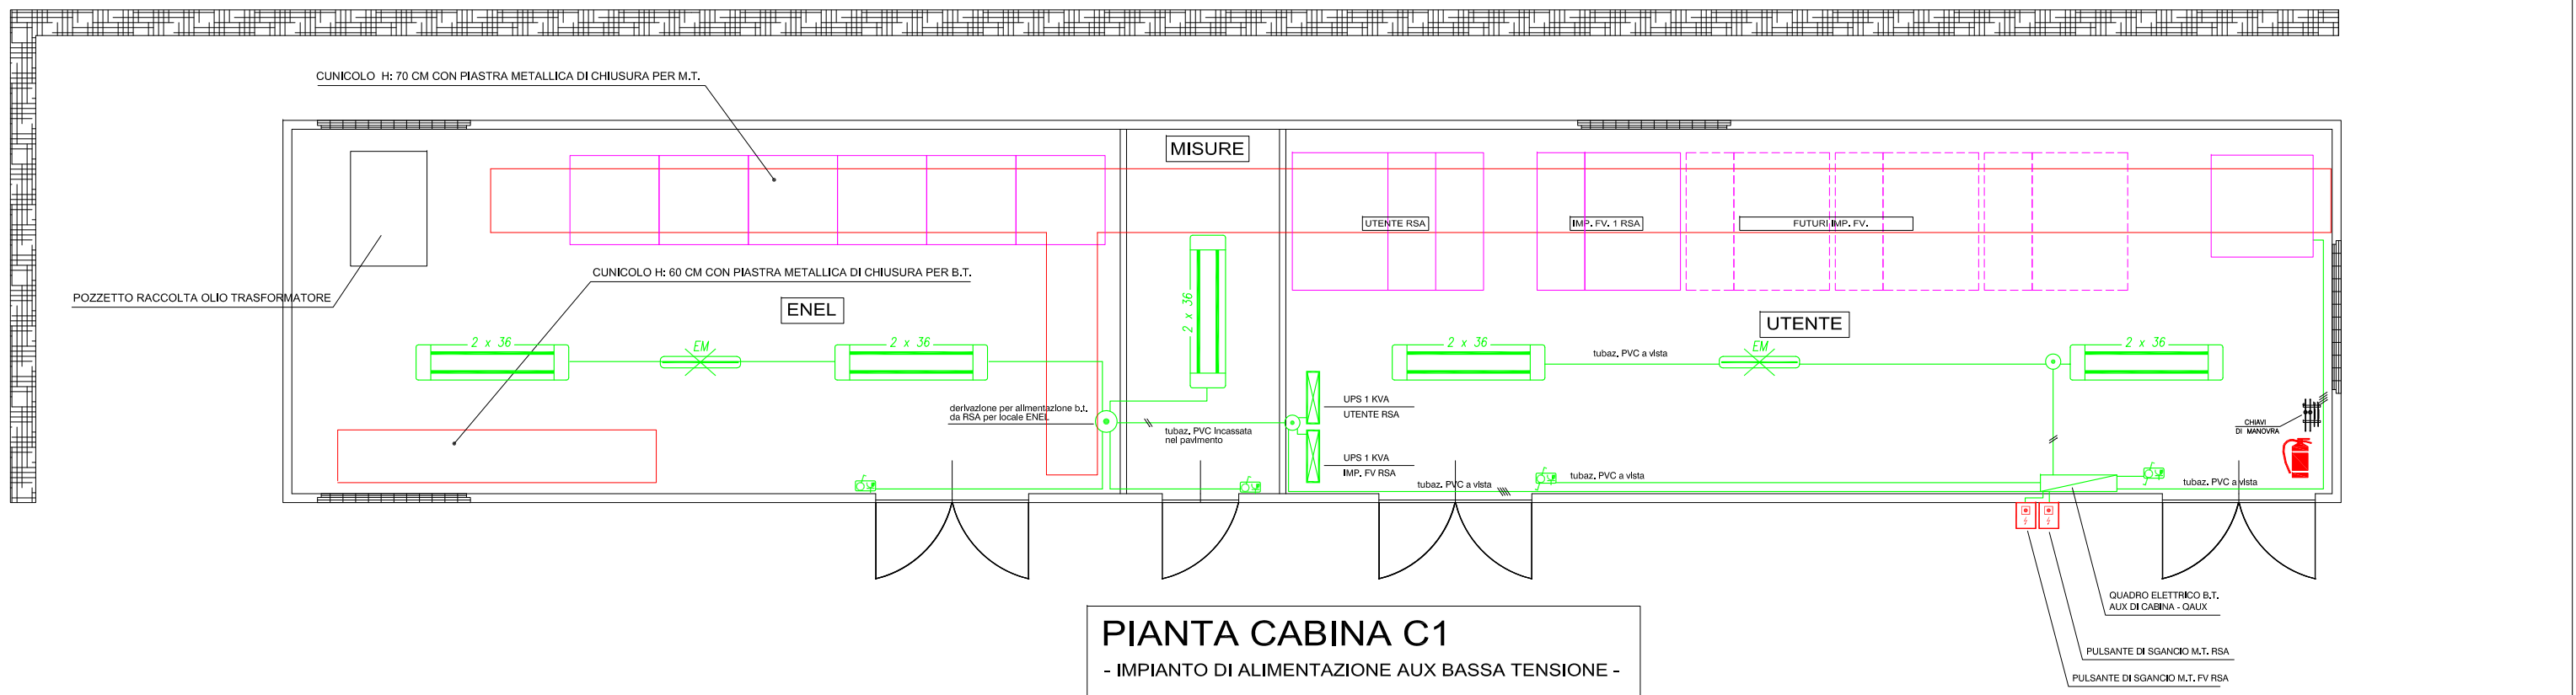 CUNICOLO H: 70 CM CON PIASTRA METALLICA DI CHIUSURA PER M.T.
MISURE
UTENTE RSA
IMP. FV. 1 RSA
FUTURI IMP. FV.
CUNICOLO H: 60 CM CON PIASTRA METALLICA DI CHIUSURA PER B.T.
POZZETTO RACCOLTA OLIO TRASFORMATORE
ENEL
2 x 36
UTENTE
2 x 36
EM
2 x 36
2 x 36
tubaz. PVC a vista
EM
2 x 36
derivazione per alimentazione b.t.
da RSA per locale ENEL
UPS 1 KVA
UTENTE RSA
tubaz. PVC incassata
nel pavimento
CHIAVI
DI MANOVRA
UPS 1 KVA
IMP. FV RSA
tubaz. PVC a vista
tubaz. PVC a vista
tubaz. PVC a vista
QUADRO ELETTRICO B.T.
AUX DI CABINA - QAUX
PIANTA CABINA C1
- IMPIANTO DI ALIMENTAZIONE AUX BASSA TENSIONE -
PULSANTE DI SGANCIO M.T. RSA
PULSANTE DI SGANCIO M.T. FV RSA